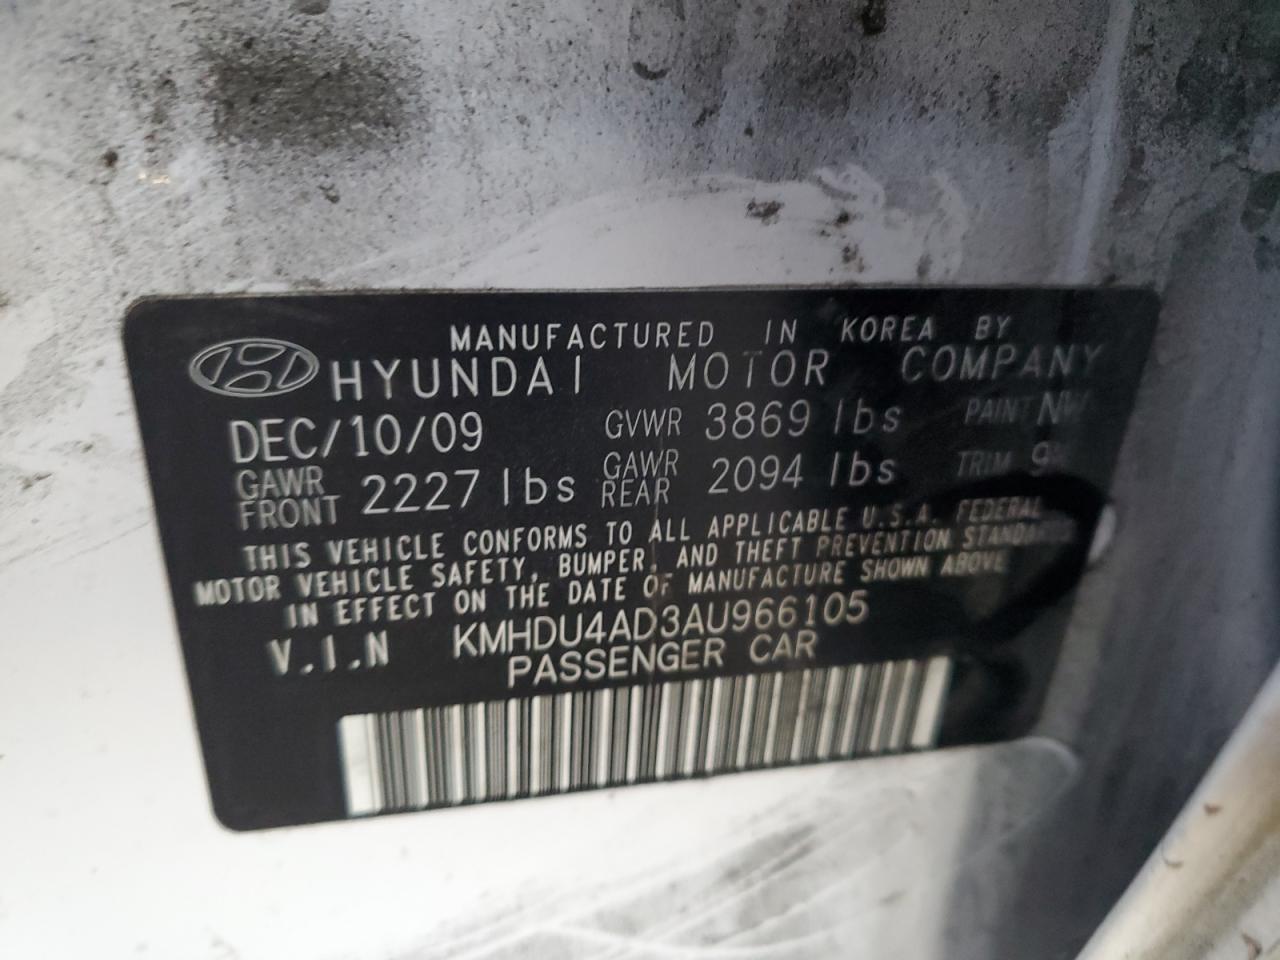 MANUFACTURED IN KOREA BY
HYUNDAI MOTOR COMPANY
DEC/10/09 GVWR 3869 lbs PAINT NW
GAWR FRONT 2227 lbs GAWR REAR 2094 lbs TRIM
THIS VEHICLE CONFORMS TO ALL APPLICABLE U.S.A. FEDERAL
MOTOR VEHICLE SAFETY, BUMPER, AND THEFT PREVENTION STANDARDS
IN EFFECT ON THE DATE OF MANUFACTURE SHOWN ABOVE
V.I.N KMHDU4AD3AU966105
PASSENGER CAR